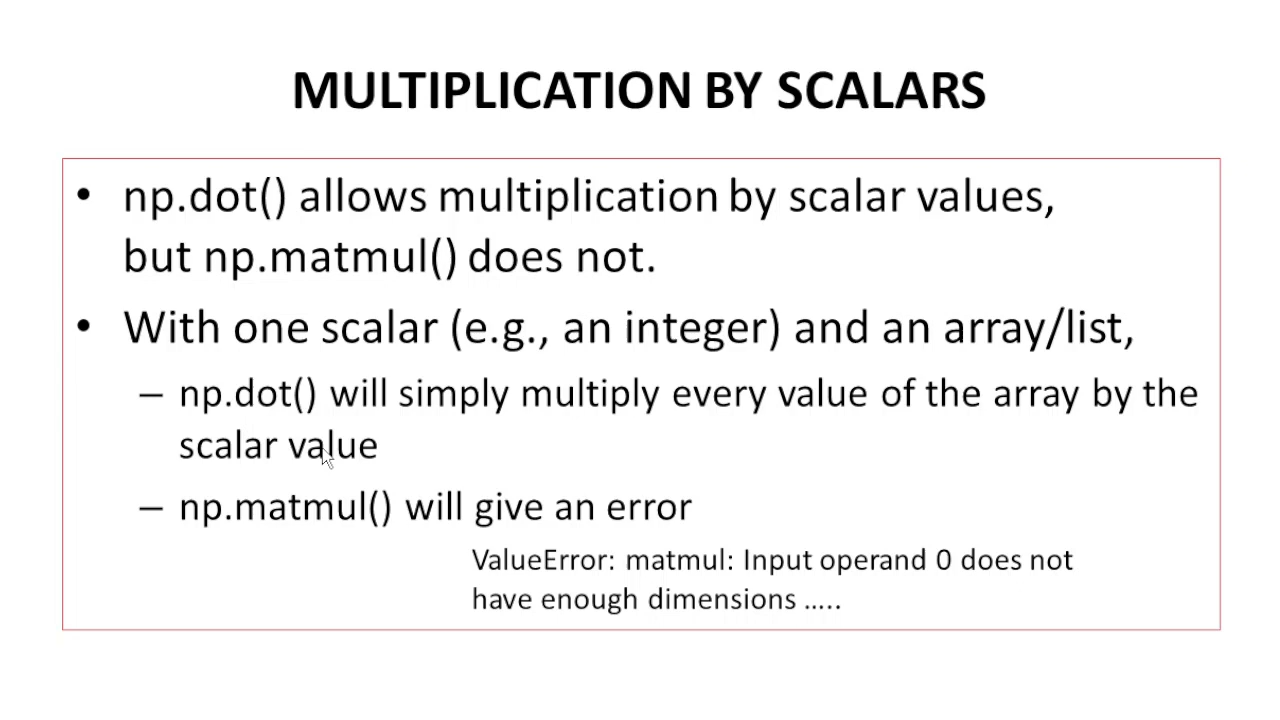 MULTIPLICATION BY SCALARS
• np.dot() allows multiplication by scalar values,
but np.matmul() does not.
• With one scalar (e.g., an integer) and an array/list,
– np.dot() will simply multiply every value of the array by the
scalar value
– np.matmul() will give an error
ValueError: matmul: Input operand 0 does not
have enough dimensions …..